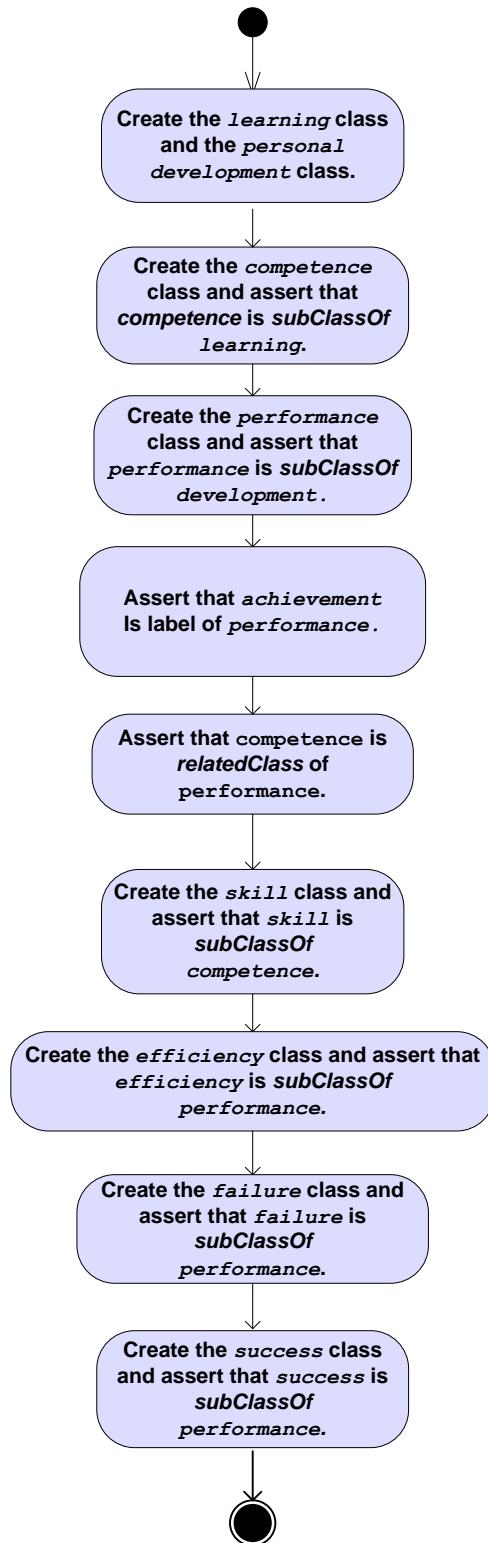 Create the learning class
and the personal
development class.
Create the competence
class and assert that
competence is subClassOf
learning.
Create the performance
class and assert that
performance is subClassOf
development.
Assert that achievement
Is label of performance.
Assert that competence is
relatedClass of
performance.
Create the skill class and
assert that skill is
subClassOf
competence.
Create the efficiency class and assert that
efficiency is subClassOf
performance.
Create the failure class and
assert that failure is
subClassOf
performance.
Create the success class
and assert that success is
subClassOf
performance.